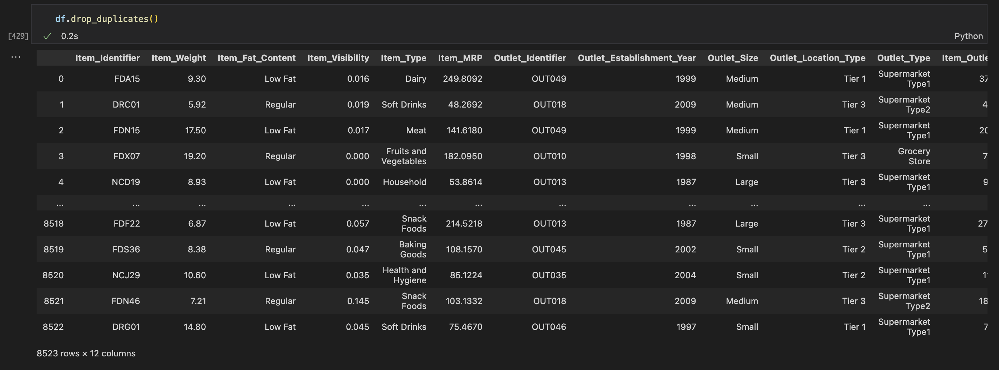 df.drop_duplicates()
[429] ✓ 0.2s Python
...
Item_Identifier Item_Weight Item_Fat_Content Item_Visibility Item_Type Item_MRP Outlet_Identifier Outlet_Establishment_Year Outlet_Size Outlet_Location_Type Outlet_Type Item_Outle
0 FDA15 9.30 Low Fat 0.016 Dairy 249.8092 OUT049 1999 Medium Tier 1 Supermarket Type1 37
1 DRC01 5.92 Regular 0.019 Soft Drinks 48.2692 OUT018 2009 Medium Tier 3 Supermarket Type2 4
2 FDN15 17.50 Low Fat 0.017 Meat 141.6180 OUT049 1999 Medium Tier 1 Supermarket Type1 20
3 FDX07 19.20 Regular 0.000 Fruits and Vegetables 182.0950 OUT010 1998 Small Tier 3 Grocery Store 7
4 NCD19 8.93 Low Fat 0.000 Household 53.8614 OUT013 1987 Large Tier 3 Supermarket Type1 9
... ... ... ... ... ... ... ... ... ... ... ...
8518 FDF22 6.87 Low Fat 0.057 Snack Foods 214.5218 OUT013 1987 Large Tier 3 Supermarket Type1 27
8519 FDS36 8.38 Regular 0.047 Baking Goods 108.1570 OUT045 2002 Small Tier 2 Supermarket Type1 5
8520 NCJ29 10.60 Low Fat 0.035 Health and Hygiene 85.1224 OUT035 2004 Small Tier 2 Supermarket Type1 11
8521 FDN46 7.21 Regular 0.145 Snack Foods 103.1332 OUT018 2009 Medium Tier 3 Supermarket Type2 18
8522 DRG01 14.80 Low Fat 0.045 Soft Drinks 75.4670 OUT046 1997 Small Tier 1 Supermarket Type1 7
8523 rows × 12 columns